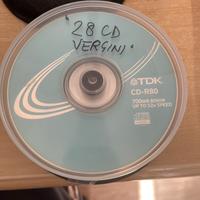 "28 CD
VERGINI"
TDK
CD-R80
700MB 80MIN
UP TO 52x SPEED